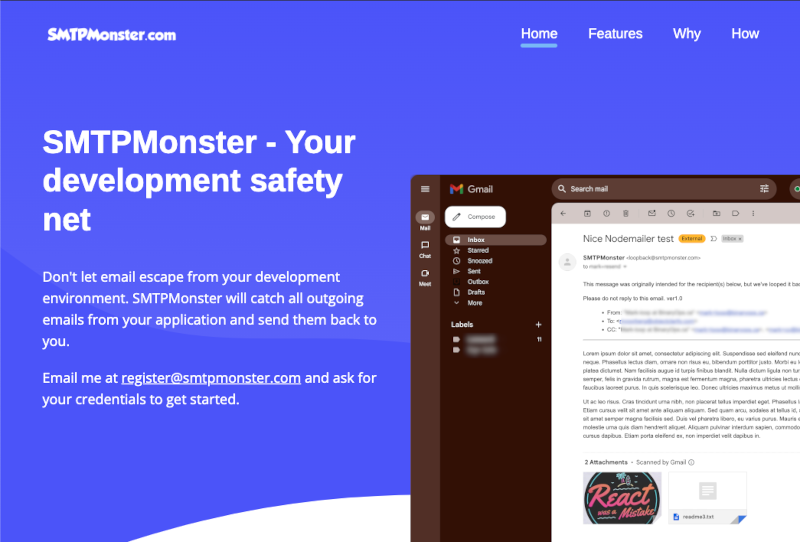 SMTPMonster.com
Home Features Why How
SMTPMonster - Your
development safety
net
Don't let email escape from your development
environment. SMTPMonster will catch all outgoing
emails from your application and send them back to
you.
Email me at register@smtpmonster.com and ask for
your credentials to get started.
Gmail
Search mail
Compose
Mail
Chat
Meet
Inbox
Starred
Snoozed
Sent
Outbox
Drafts
More
Labels
11
Nice Nodemailer test External Inbox x
SMTPMonster <loopback@smtpmonster.com>
to
This message was originally intended for the recipient(s) below, but we've looped it bac
Please do not reply to this email. ver1.0
From:
To:
CC:
Lorem ipsum dolor sit amet, consectetur adipiscing elit. Suspendisse sed eleifend nunc
neque. Phasellus lectus diam, ornare non risus eu, bibendum porttitor justo. Morbi eu
platea dictumst. Nam facilisis augue id turpis finibus blandit. Nulla dictum ligula non
semper, felis in gravida rutrum, magna est fermentum magna, pharetra ultricies lectus
faucibus laoreet purus. In quis scelerisque leo. Donec ultricies maximus metus ut
Ut ac leo risus. Cras tincidunt urna nibh, non placerat tellus imperdiet eget. Phasellus
Etiam cursus velit sit amet ante aliquam aliquam. Sed quam arcu, sodales at tellus id,
sit amet semper magna facilisis sed. Duis vel pharetra libero, eu varius purus. Mauris
molestie urna quis diam hendrerit aliquet. Aliquam pulvinar interdum sapien, commodo
cursus dapibus. Etiam porta eleifend ex, non imperdiet velit dapibus in.
2 Attachments • Scanned by Gmail
React
was a
Mistake
readme3.txt